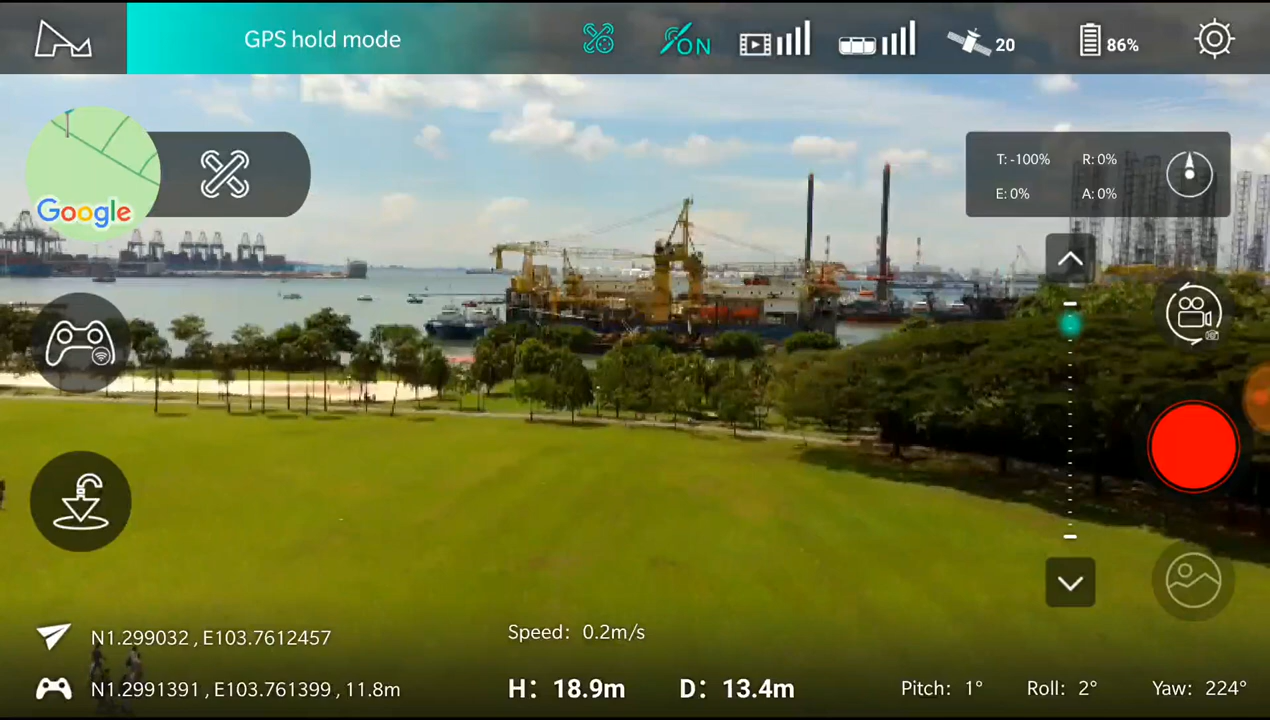 GPS hold mode
ON
20
86%
Google
T: -100% R: 0%
E: 0% A: 0%
N1.299032 , E103.7612457
Speed: 0.2m/s
N1.2991391 , E103.761399 , 11.8m
H: 18.9m D: 13.4m
Pitch: 1° Roll: 2° Yaw: 224°